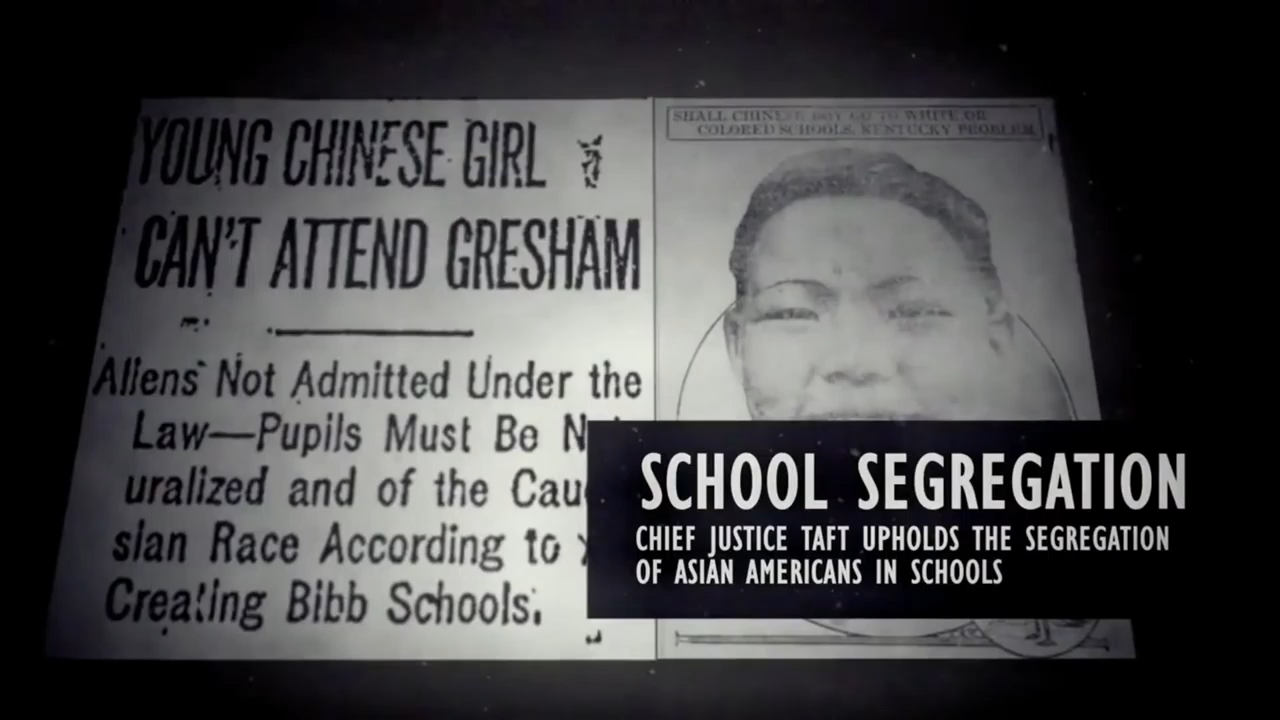 YOUNG CHINESE GIRL
CAN'T ATTEND GRESHAM
Aliens Not Admitted Under the
Law—Pupils Must Be
uralized and of the Cau
sian Race According to
Creating Bibb Schools.
SHALL CHINESE BOY GO TO WHITE OR
COLORED SCHOOLS, KENTUCKY PROBLEM
SCHOOL SEGREGATION
CHIEF JUSTICE TAFT UPHOLDS THE SEGREGATION
OF ASIAN AMERICANS IN SCHOOLS